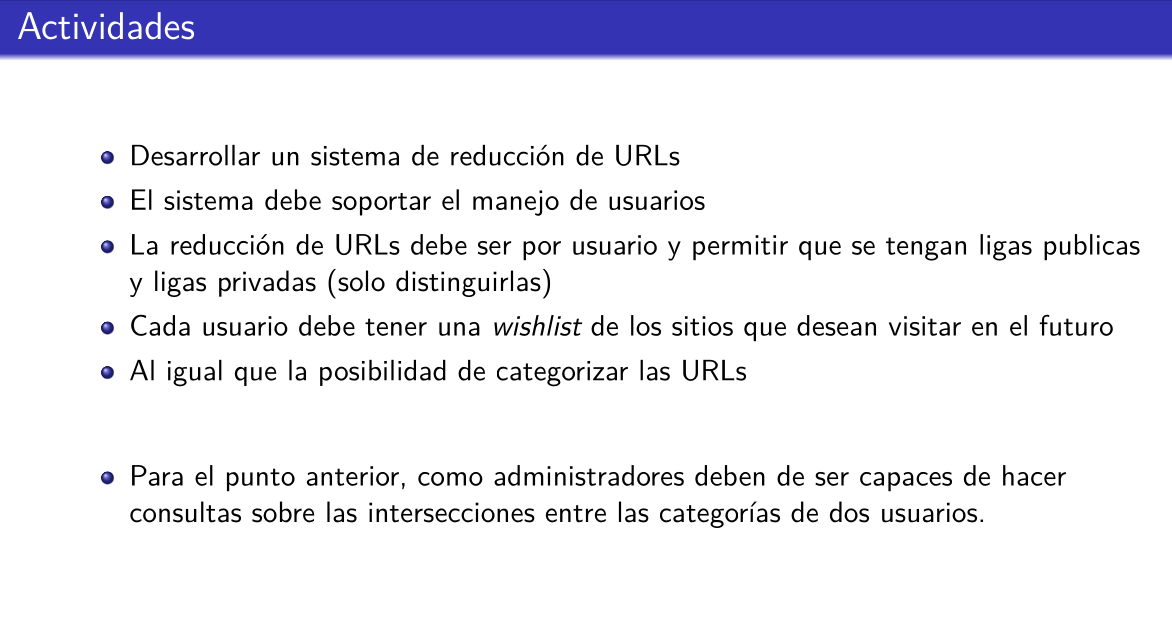 Actividades
Desarrollar un sistema de reducción de URLs
El sistema debe soportar el manejo de usuarios
La reducción de URLs debe ser por usuario y permitir que se tengan ligas publicas
y ligas privadas (solo distinguirlas)
Cada usuario debe tener una wishlist de los sitios que desean visitar en el futuro
Al igual que la posibilidad de categorizar las URLs
Para el punto anterior, como administradores deben de ser capaces de hacer
consultas sobre las intersecciones entre las categorías de dos usuarios.